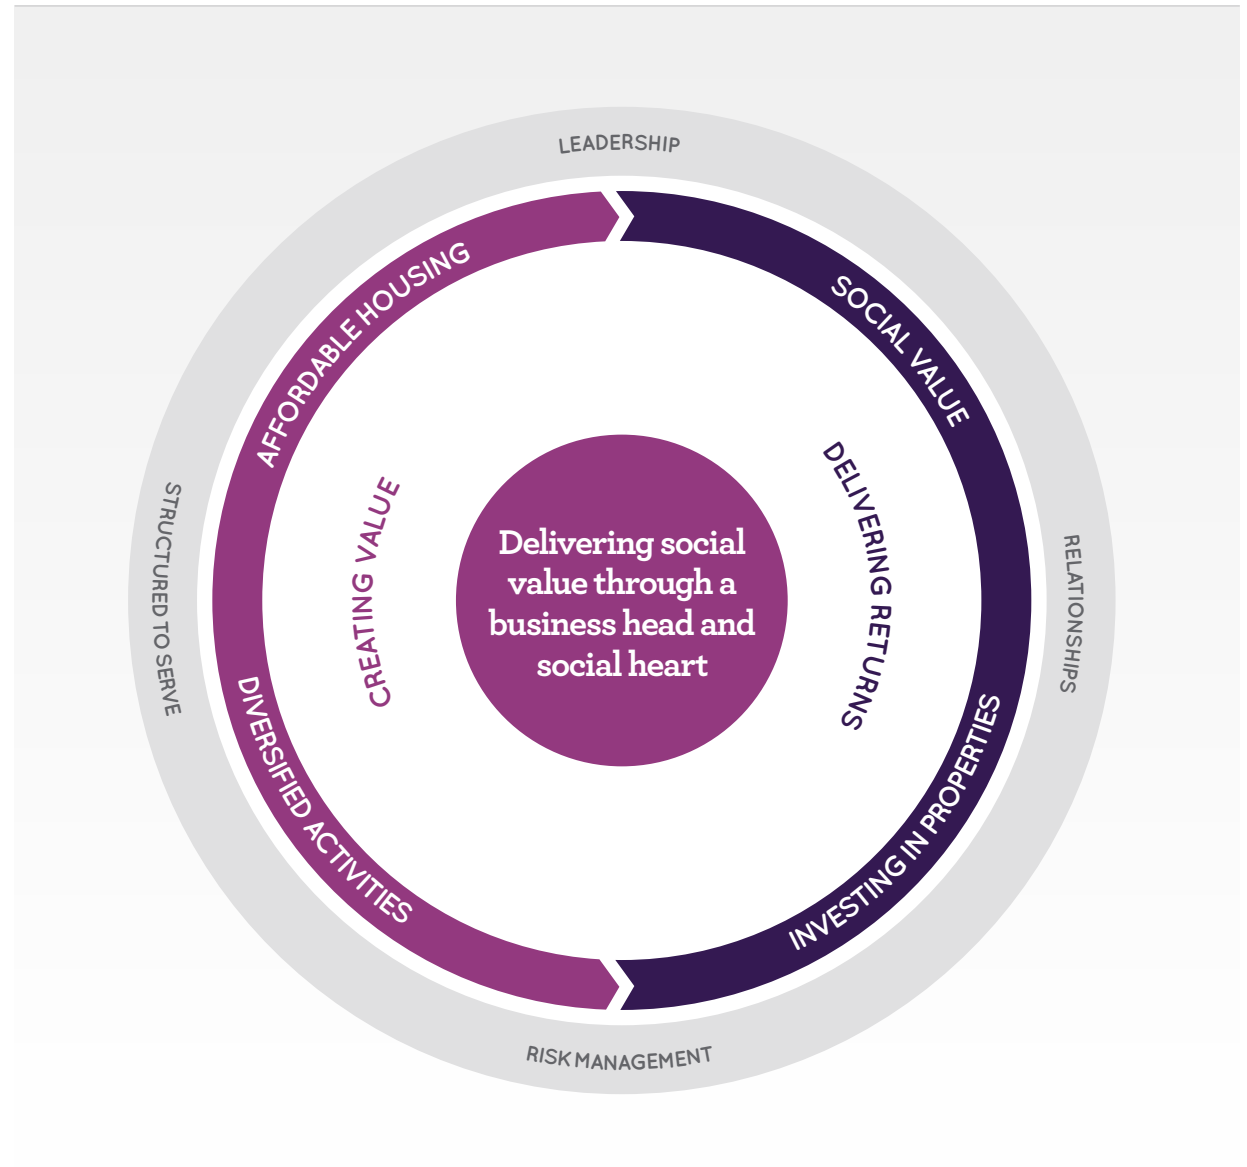 LEADERSHIP
AFFORDABLE HOUSING
SOCIAL VALUE
STRUCTURED TO SERVE
CREATING VALUE
Delivering social
value through a
business head and
social heart
DELIVERING RETURNS
RELATIONSHIPS
DIVERSIFIED ACTIVITIES
INVESTING IN PROPERTIES
RISK MANAGEMENT